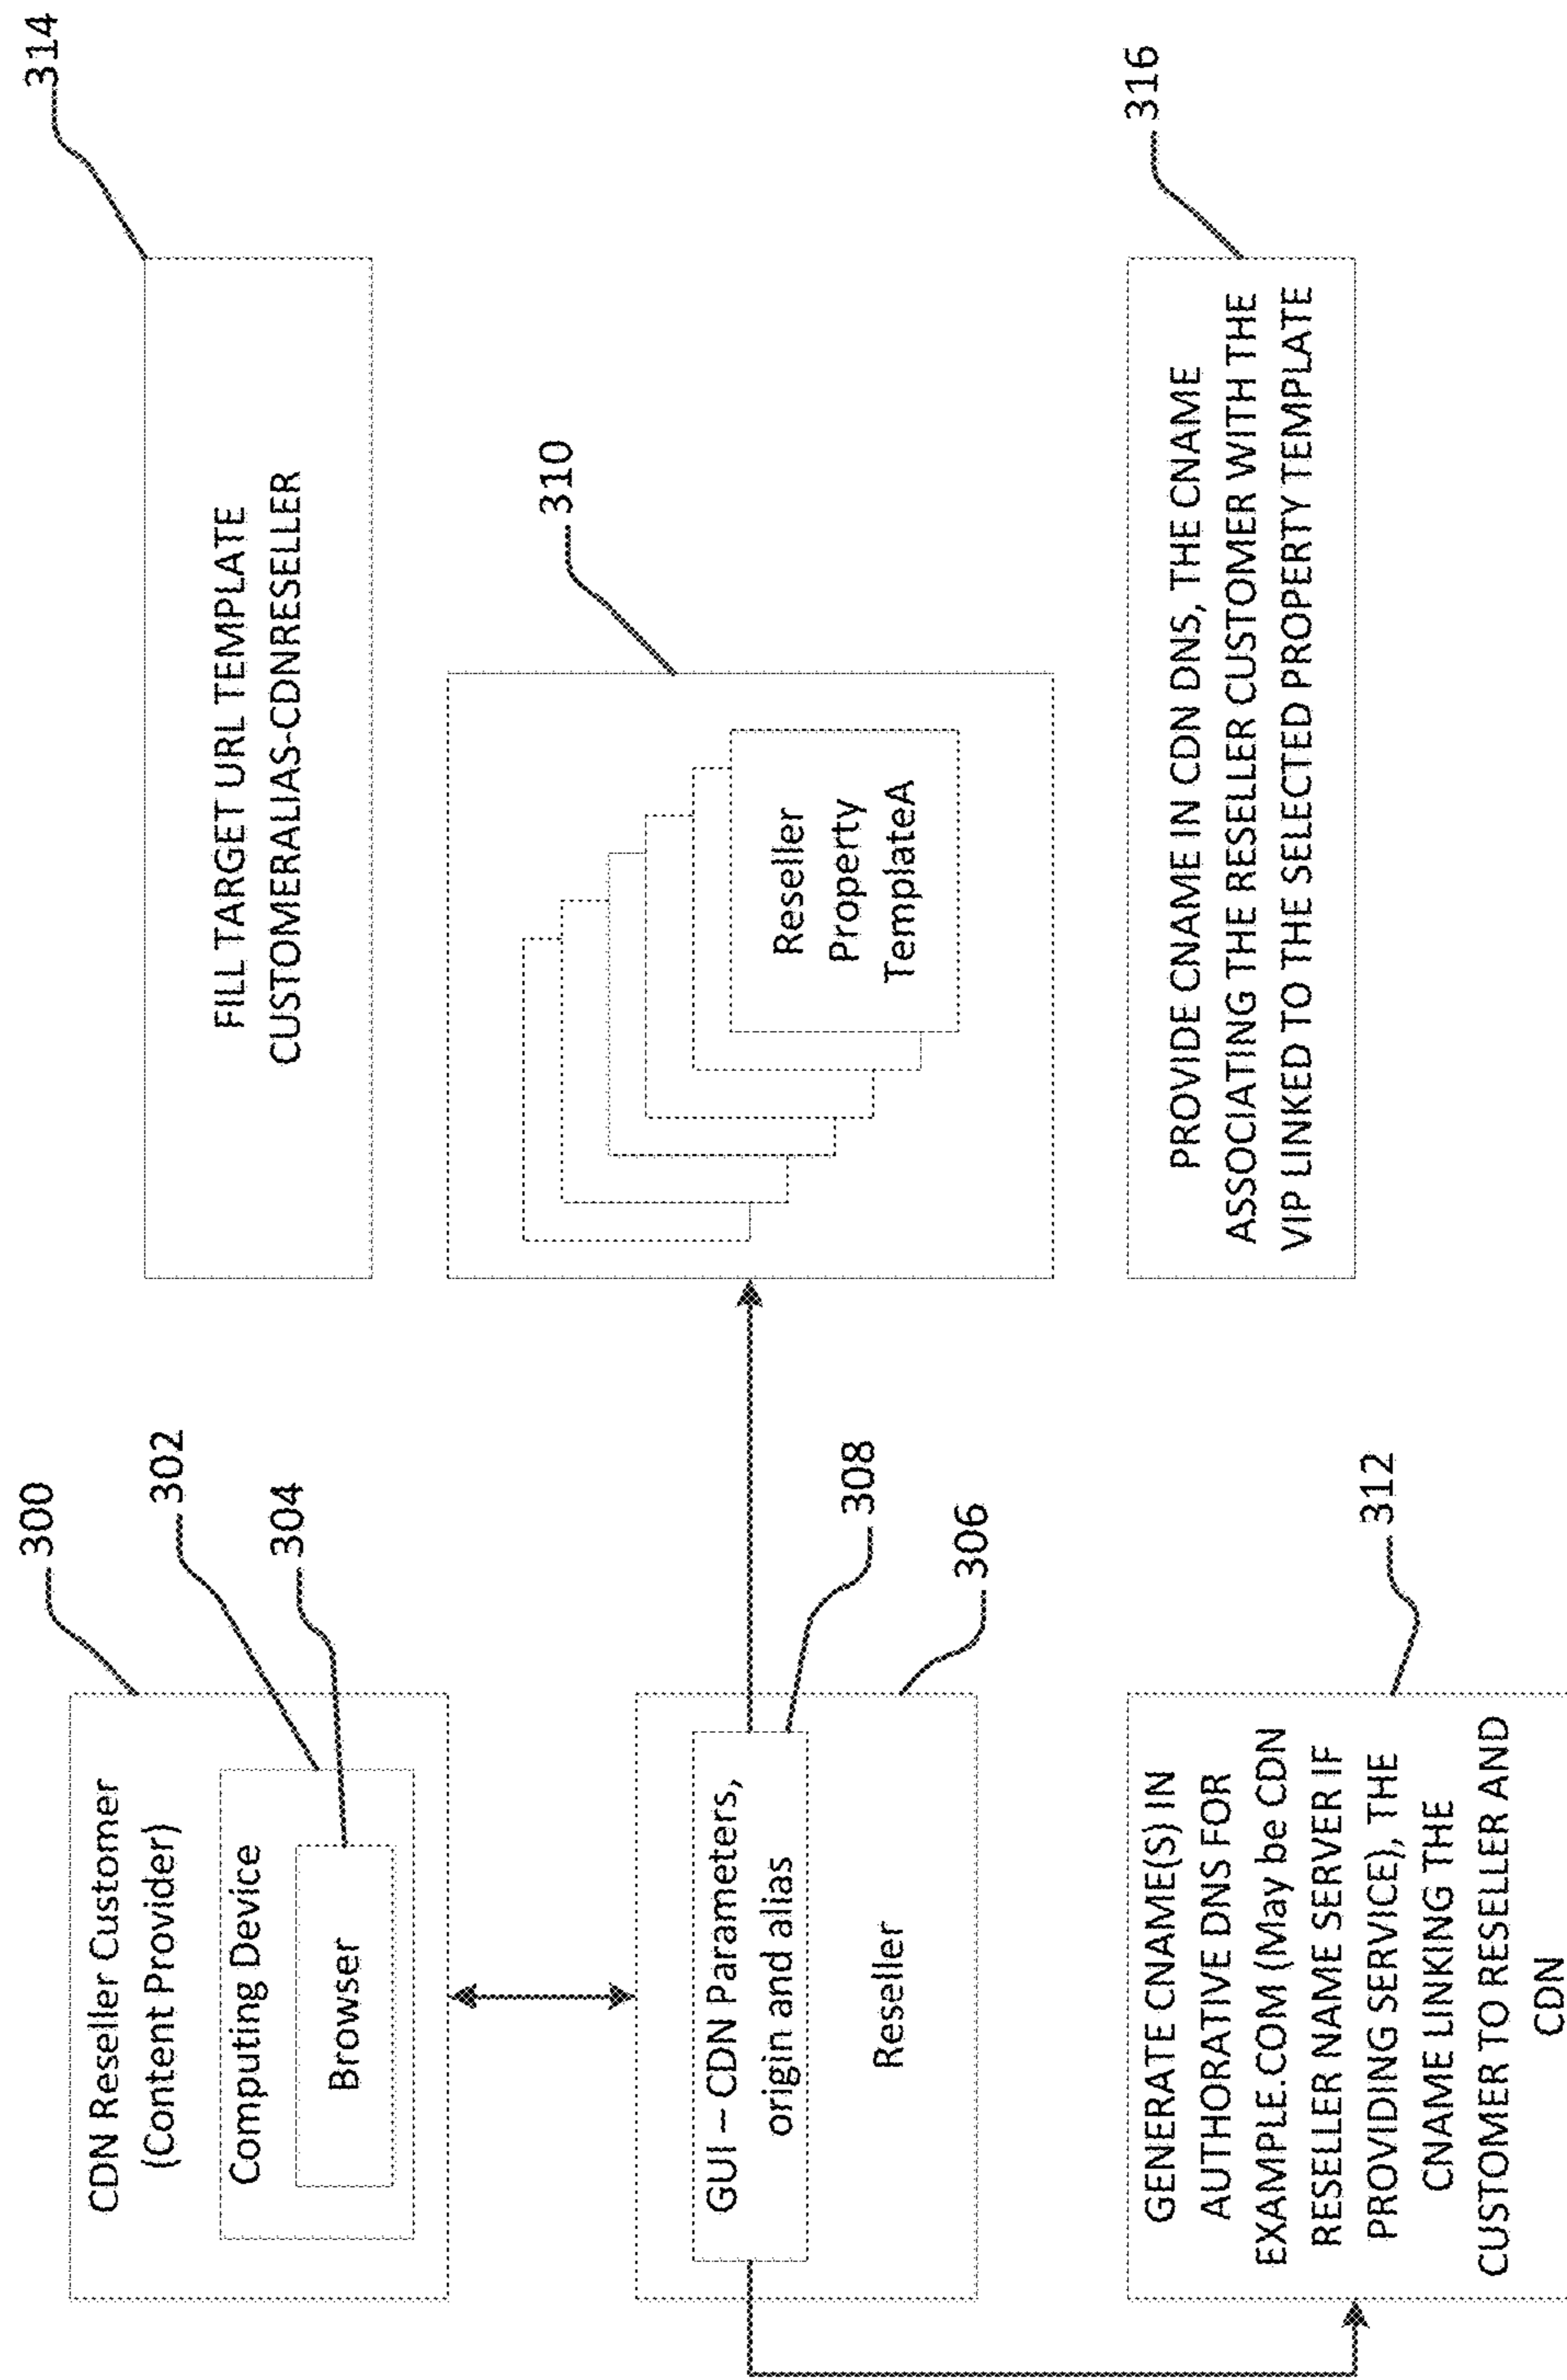 300
CDN Reseller Customer
(Content Provider)
302
Computing Device
304
Browser
GUI – CDN Parameters,
origin and alias
308
Reseller
306
GENERATE CNAME(S) IN
AUTHORATIVE DNS FOR
EXAMPLE.COM (May be CDN
RESELLER NAME SERVER IF
PROVIDING SERVICE), THE
CNAME LINKING THE
CUSTOMER TO RESELLER AND
CDN
312
314
FILL TARGET URL TEMPLATE
CUSTOMERALIAS-CDNRESELLER
310
Reseller
Property
TemplateA
316
PROVIDE CNAME IN CDN DNS, THE CNAME
ASSOCIATING THE RESELLER CUSTOMER WITH THE
VIP LINKED TO THE SELECTED PROPERTY TEMPLATE